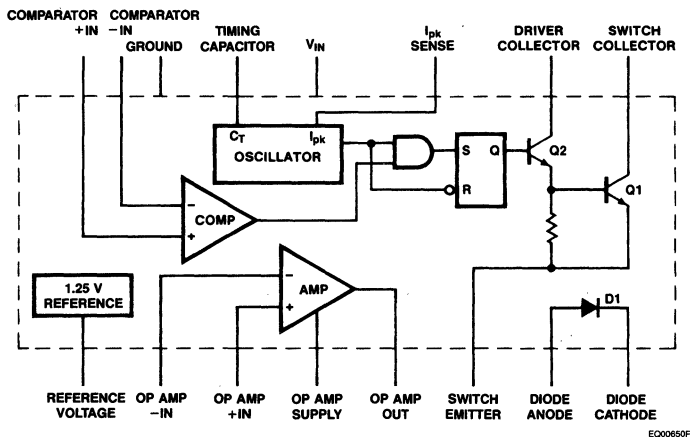 COMPARATOR COMPARATOR
+IN -IN
GROUND
TIMING
CAPACITOR
VIN
Ipk
SENSE
DRIVER
COLLECTOR
SWITCH
COLLECTOR
CT Ipk
OSCILLATOR
S Q
R
Q2
Q1
COMP
-
+
1.25 V
REFERENCE
AMP
-
+
D1
REFERENCE
VOLTAGE
OP AMP
-IN
OP AMP
+IN
OP AMP
SUPPLY
OP AMP
OUT
SWITCH
EMITTER
DIODE
ANODE
DIODE
CATHODE
EQ00650F